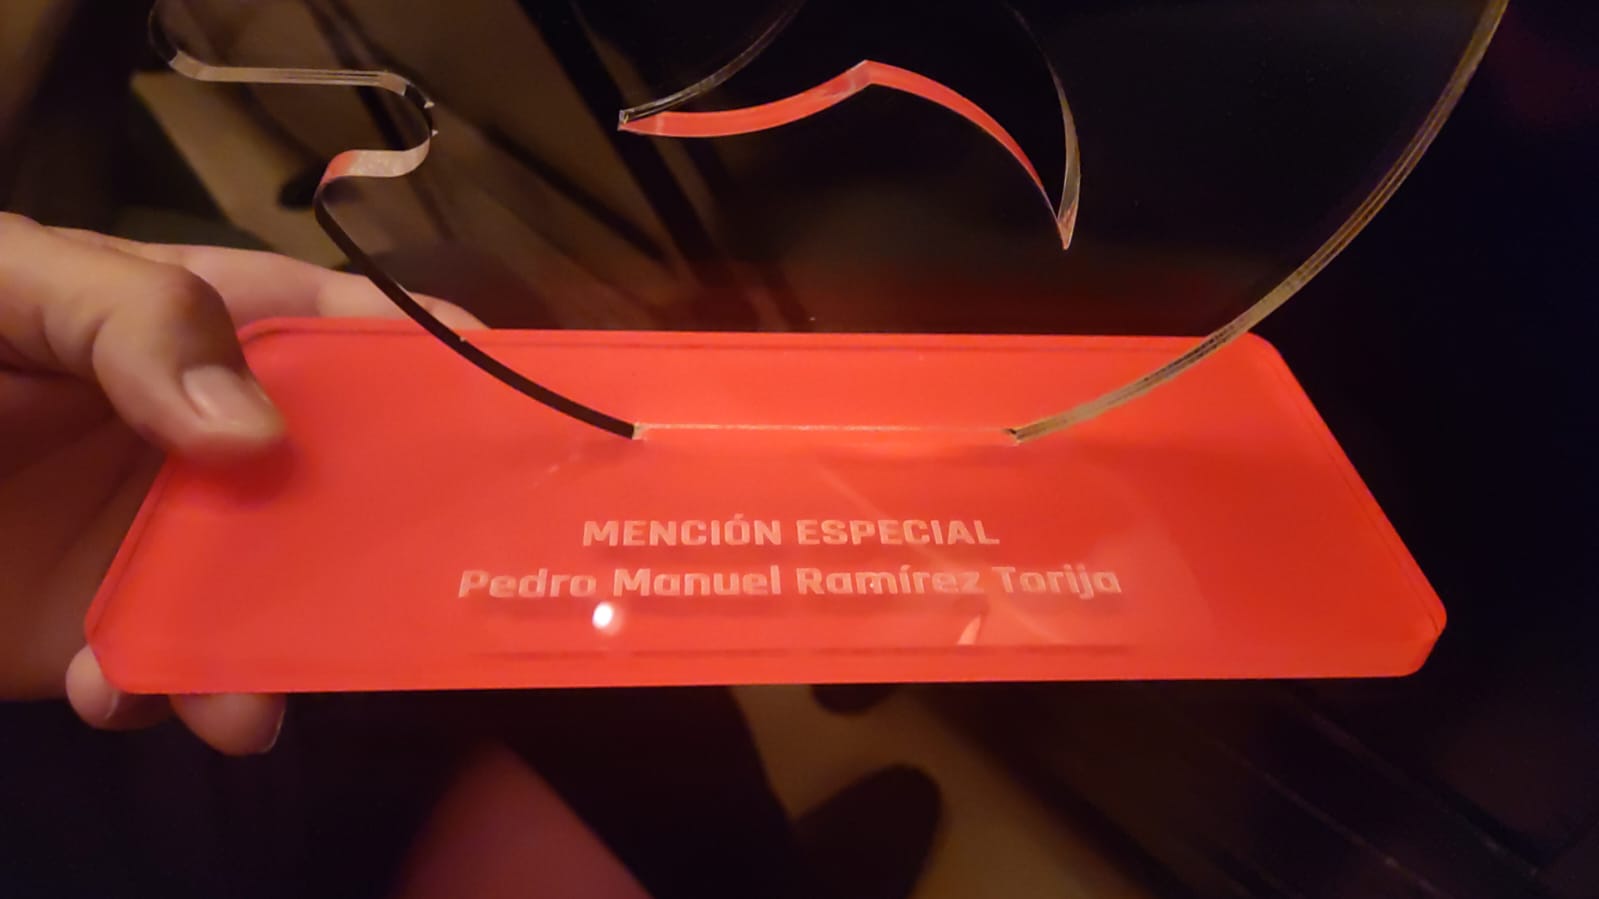 MENCIÓN ESPECIAL
Pedro Manuel Ramírez Torija